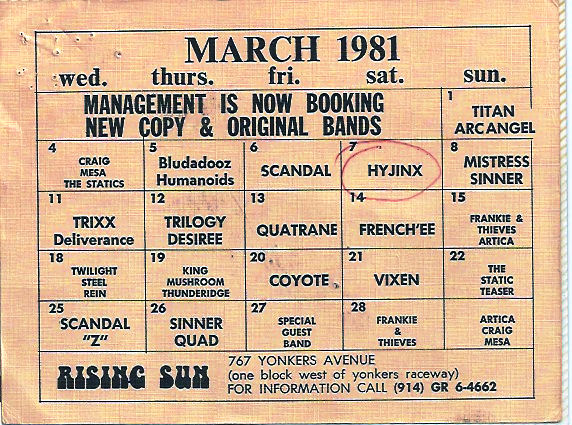 MARCH 1981
wed. thurs. fri. sat. sun.
MANAGEMENT IS NOW BOOKING
NEW COPY & ORIGINAL BANDS
1
TITAN
ARCANGEL
4
CRAIG
MESA
THE STATICS
5
Bludadooz
Humanoids
6
SCANDAL
7
HYJINX
8
MISTRESS
SINNER
11
TRIXX
Deliverance
12
TRILOGY
DESIREE
13
QUATRANE
14
FRENCH'EE
15
FRANKIE &
THIEVES
ARTICA
18
TWILIGHT
STEEL
REIN
19
KING
MUSHROOM
THUNDERIDGE
20
COYOTE
21
VIXEN
22
THE
STATIC
TEASER
25
SCANDAL
"Z"
26
SINNER
QUAD
27
SPECIAL
GUEST
BAND
28
FRANKIE
&
THIEVES
ARTICA
CRAIG
MESA
RISING SUN
767 YONKERS AVENUE
(one block west of yonkers raceway)
FOR INFORMATION CALL (914) GR 6-4662